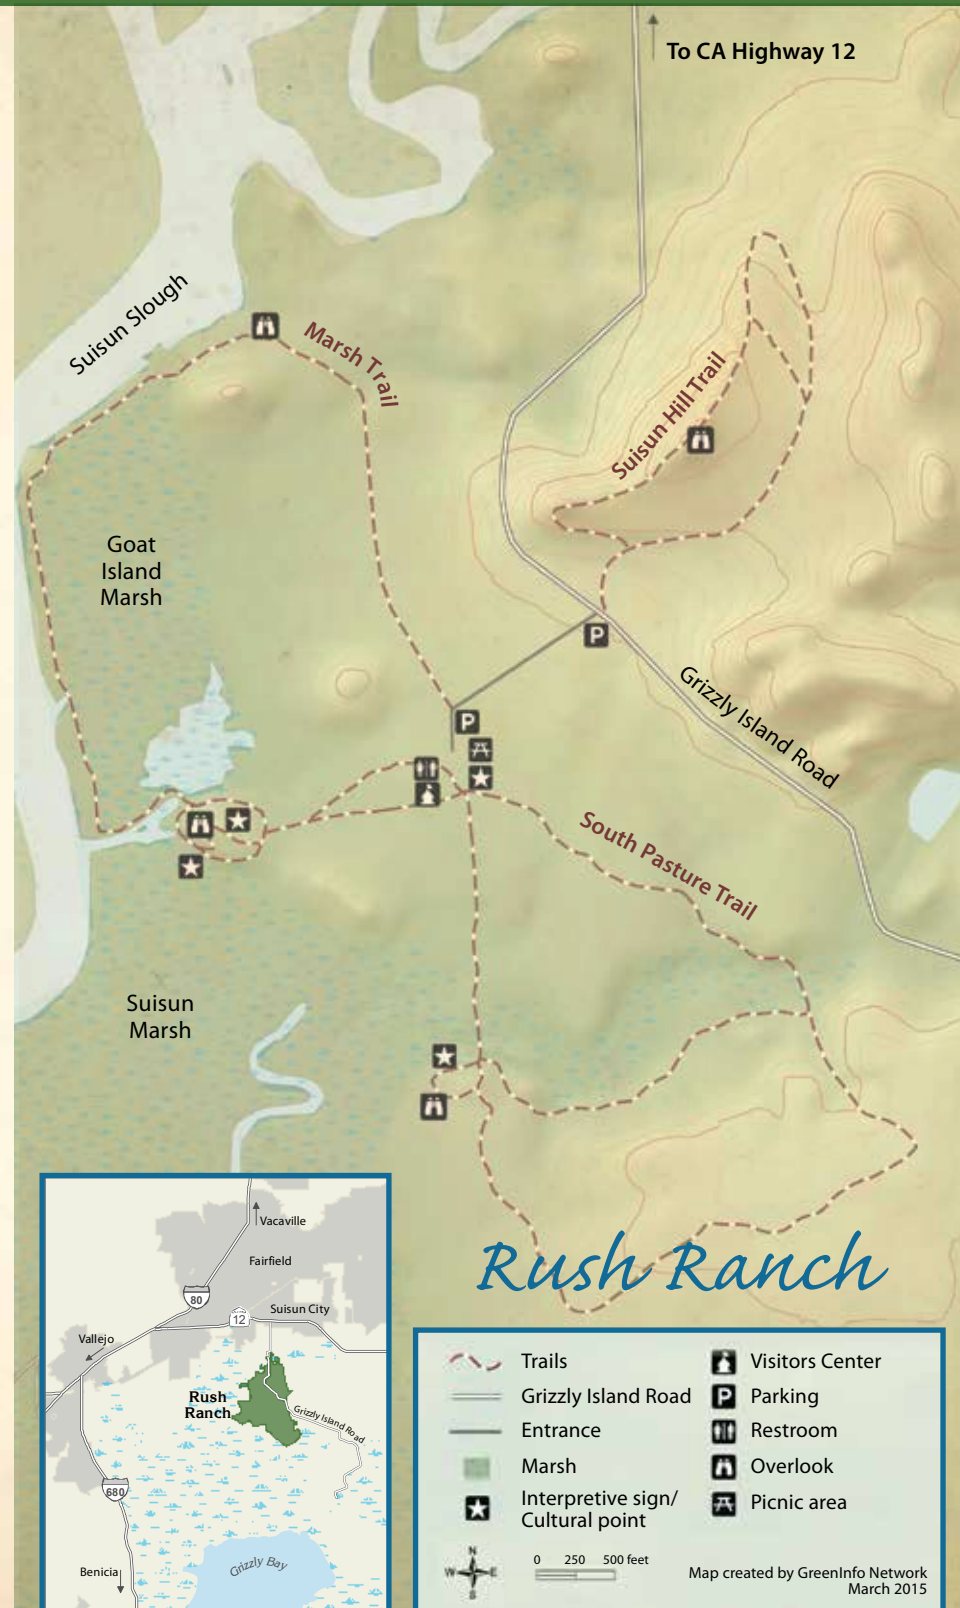 To CA Highway 12
Suisun Slough
Marsh Trail
Suisun Hill Trail
Goat
Island
Marsh
P
P
Grizzly Island Road
South Pasture Trail
Suisun
Marsh
Rush Ranch
Vacaville
Fairfield
80
12
Suisun City
Vallejo
Rush
Ranch
Grizzly Island Road
680
Grizzly Bay
Benicia
Trails
Grizzly Island Road
Entrance
Marsh
Interpretive sign/
Cultural point
Visitors Center
P Parking
Restroom
Overlook
Picnic area
N
W E
S
0 250 500 feet
Map created by GreenInfo Network
March 2015